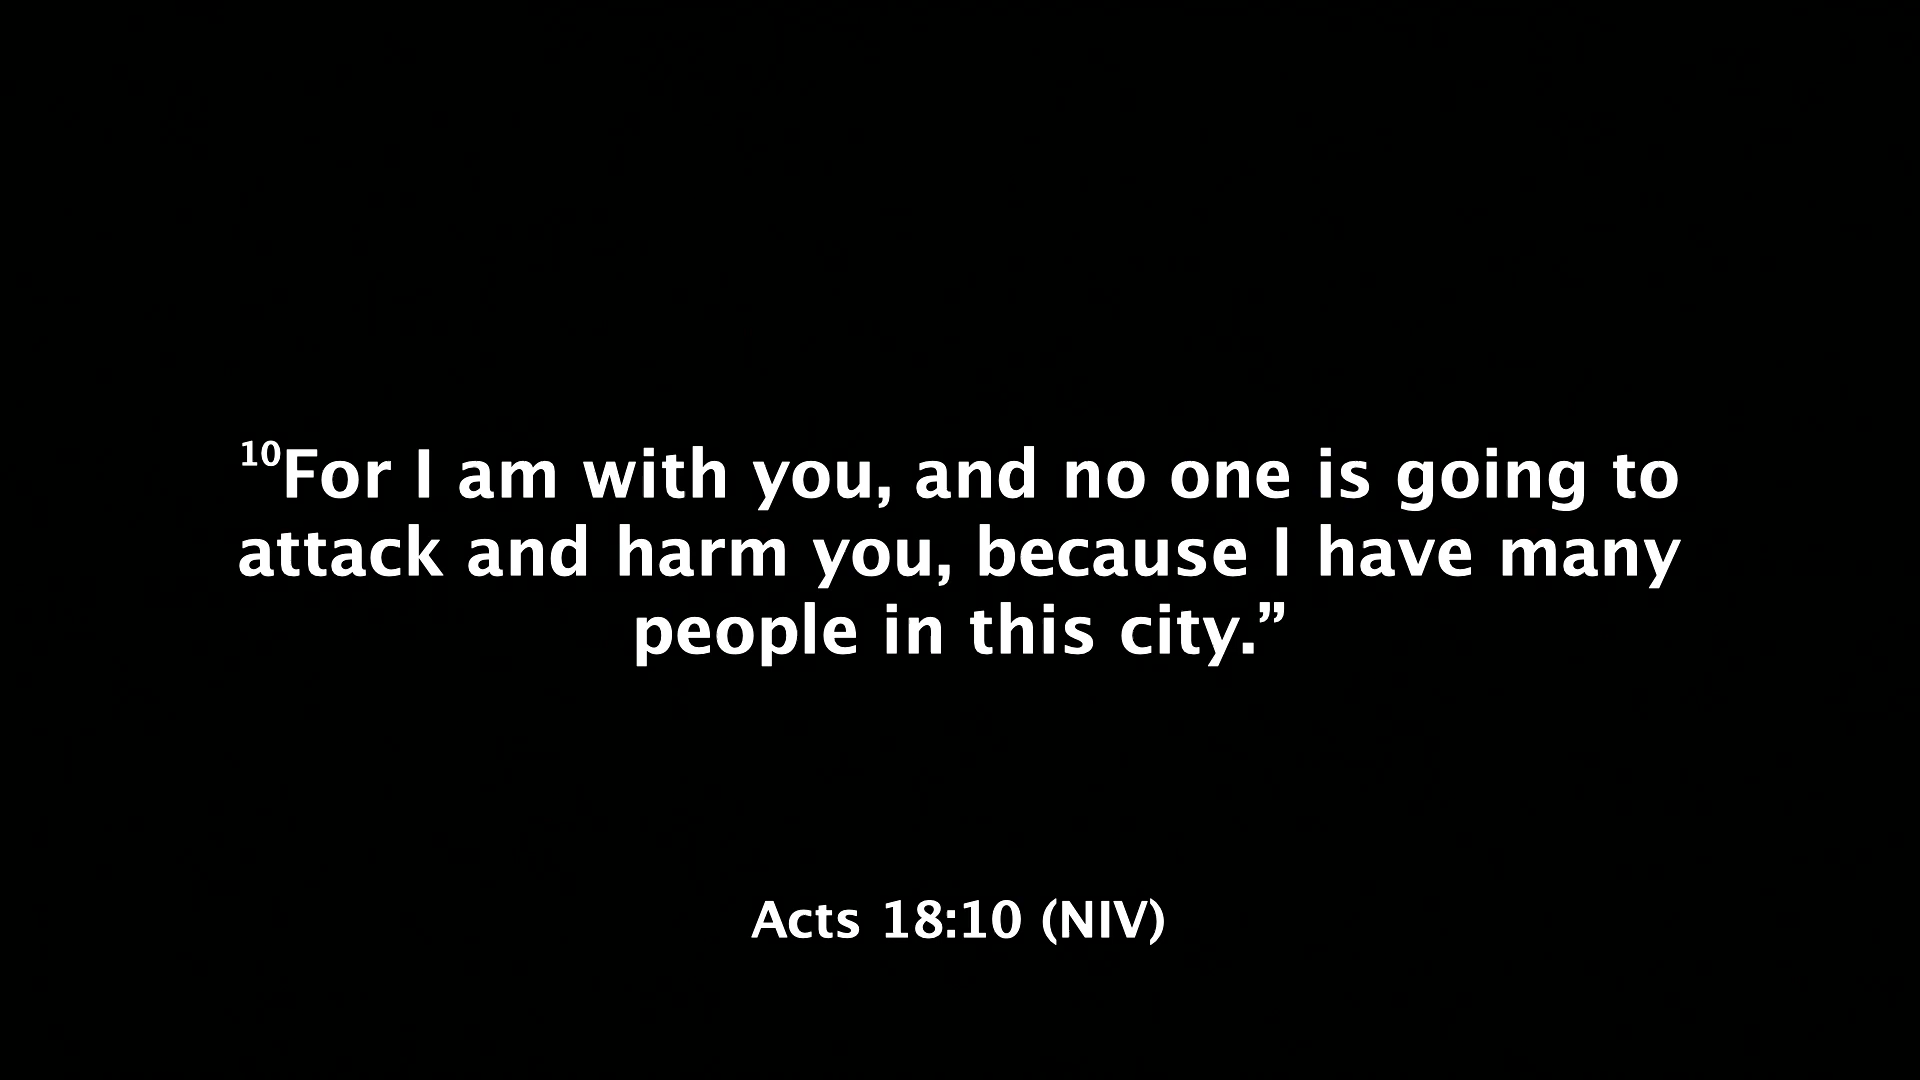 ¹⁰For I am with you, and no one is going to
attack and harm you, because I have many
people in this city.”
Acts 18:10 (NIV)